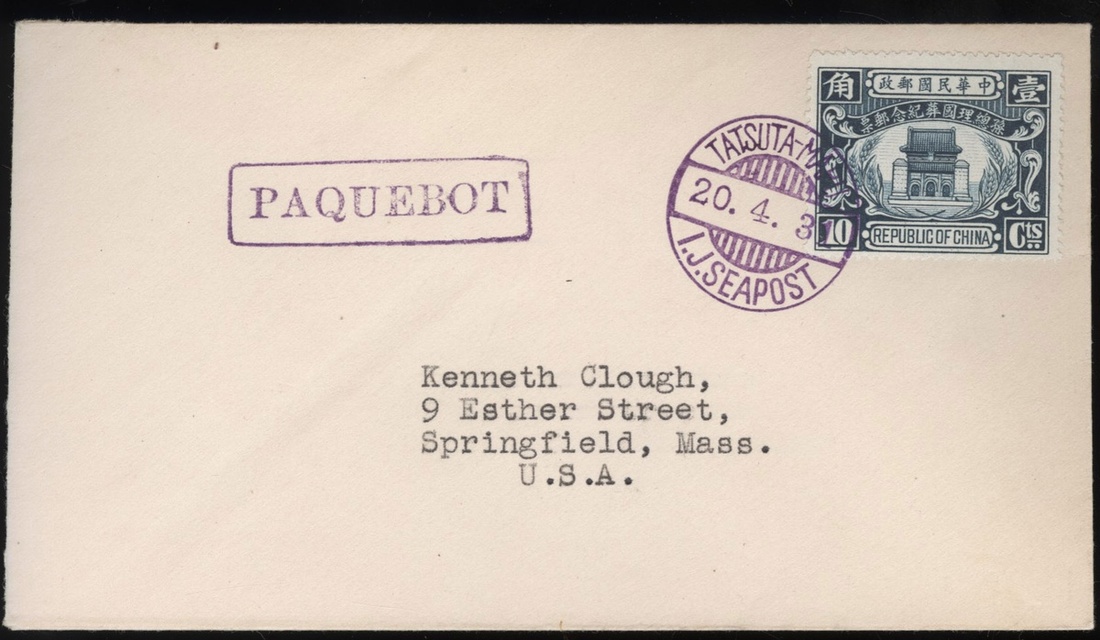 壹角
中華民國郵政
孫總理國葬紀念郵票
10 REPUBLIC OF CHINA Cts
TATSUTA-MARU
20. 4. 3
I.J.SEAPOST
PAQUEBOT
Kenneth Clough,
9 Esther Street,
Springfield, Mass.
U.S.A.